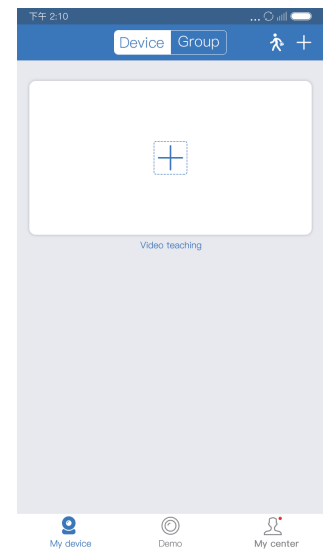 下午 2:10 ...
Device Group
Video teaching
My device Demo My center